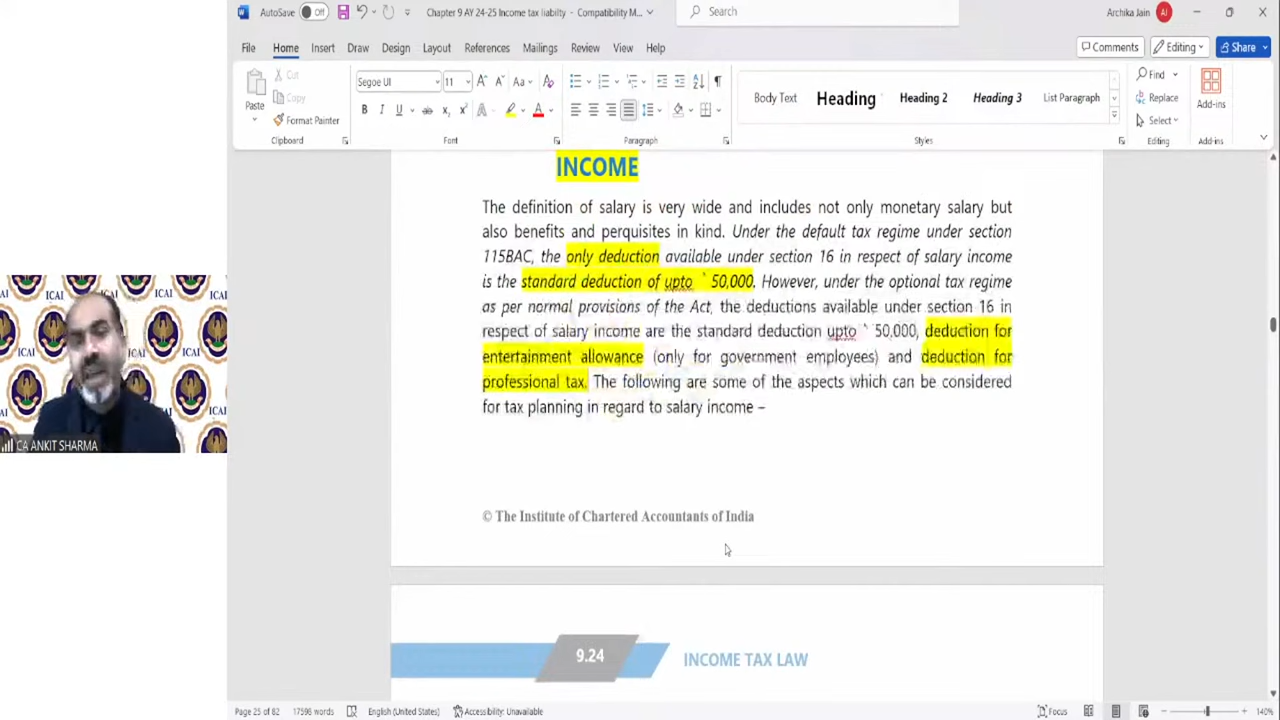 AutoSave Off Chapter 9 AY 24-25 Income tax liabilty - Compatibility M... Search Archika Jain AJ
File Home Insert Draw Design Layout References Mailings Review View Help Comments Editing Share
Paste
Cut
Copy
Format Painter
Clipboard
Segoe UI 11
Font
Paragraph
Body Text Heading Heading 2 Heading 3 List Paragraph
Styles
Find
Replace
Select
Editing
Add-ins
Add-ins
INCOME
The definition of salary is very wide and includes not only monetary salary but
also benefits and perquisites in kind. Under the default tax regime under section
115BAC, the only deduction available under section 16 in respect of salary income
is the standard deduction of upto ` 50,000. However, under the optional tax regime
as per normal provisions of the Act, the deductions available under section 16 in
respect of salary income are the standard deduction upto ` 50,000, deduction for
entertainment allowance (only for government employees) and deduction for
professional tax. The following are some of the aspects which can be considered
for tax planning in regard to salary income –
© The Institute of Chartered Accountants of India
9.24 INCOME TAX LAW
ICAI
CA ANKIT SHARMA
Page 25 of 82 17598 words English (United States) Accessibility: Unavailable Focus 140%